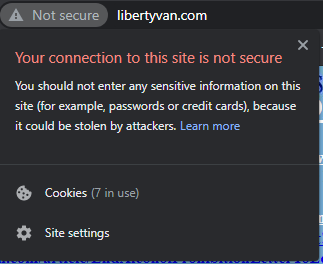 Not secure libertyvan.com
Your connection to this site is not secure
You should not enter any sensitive information on this
site (for example, passwords or credit cards), because
it could be stolen by attackers. Learn more
Cookies (7 in use)
Site settings